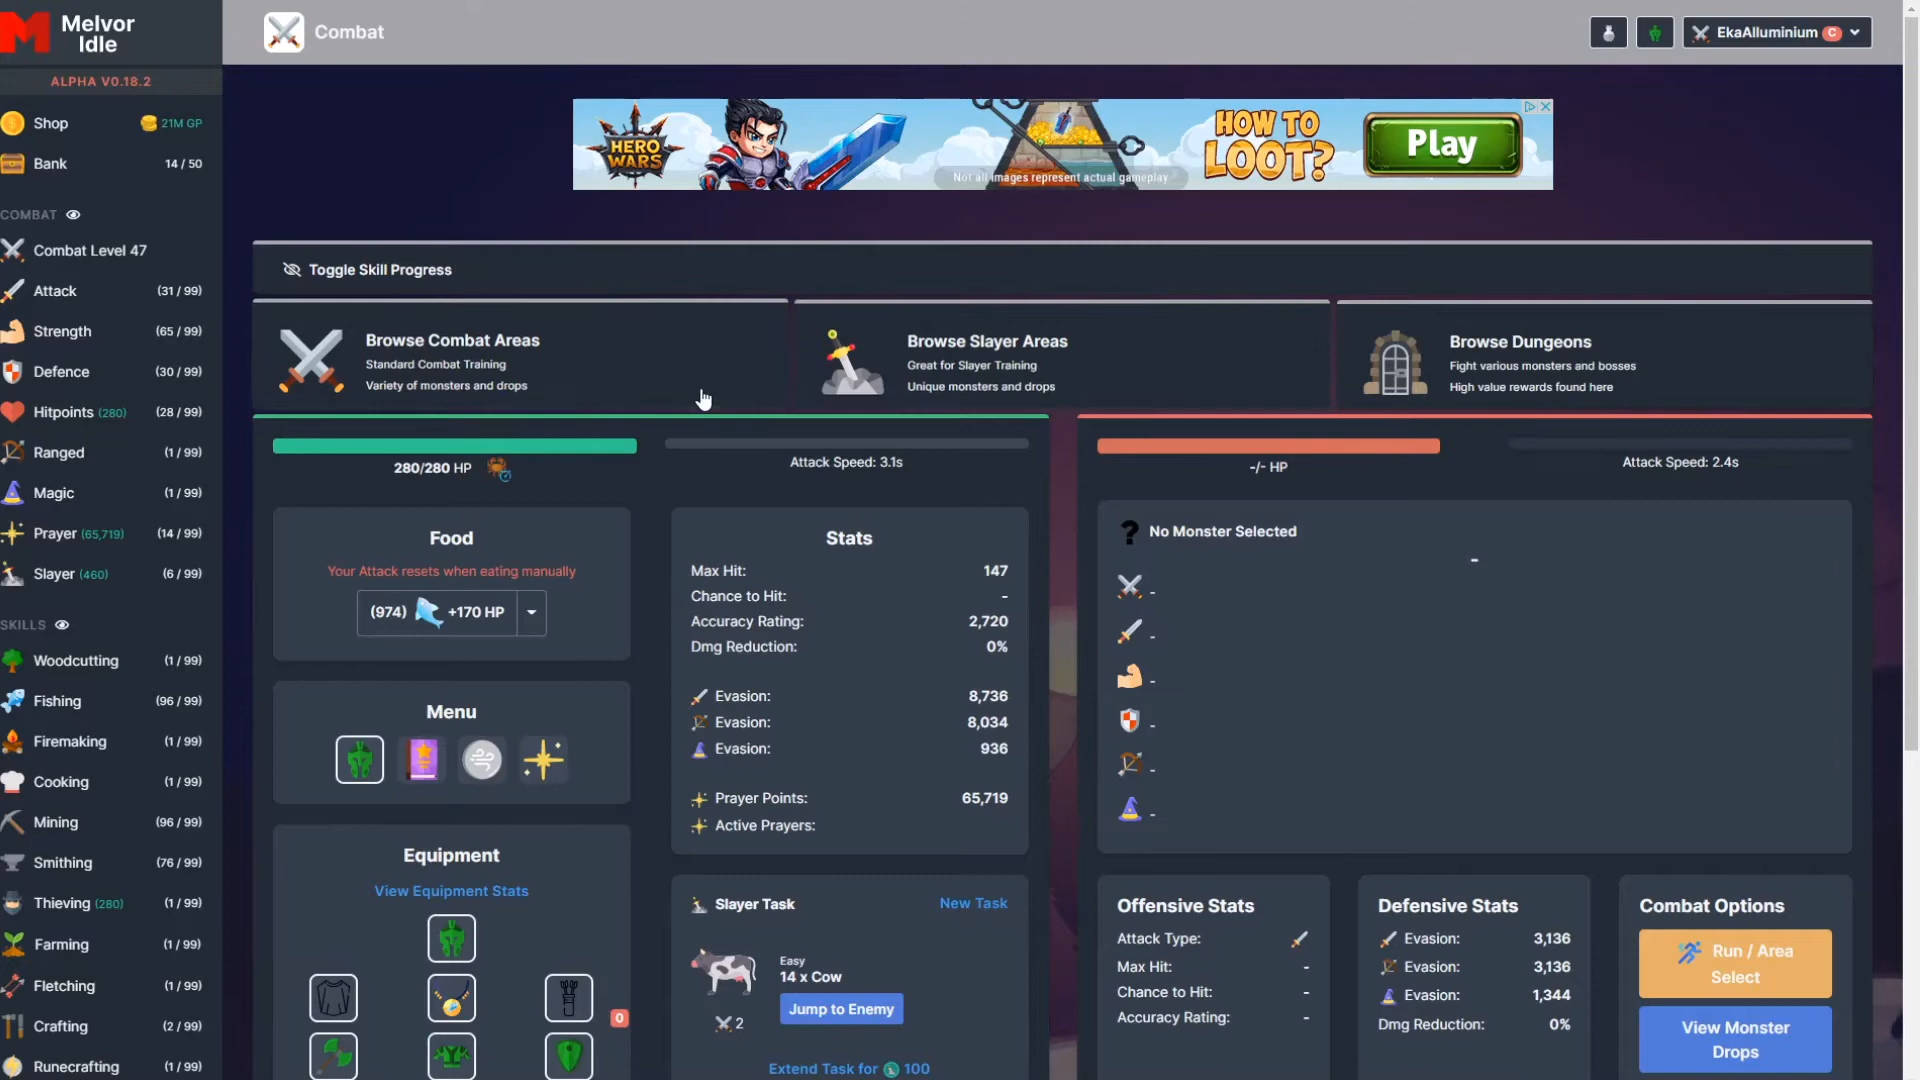 Melvor
Idle
ALPHA V0.18.2
Shop 21M GP
Bank 14 / 50
COMBAT
Combat Level 47
Attack (31 / 99)
Strength (65 / 99)
Defence (30 / 99)
Hitpoints (280) (28 / 99)
Ranged (1 / 99)
Magic (1 / 99)
Prayer (65,719) (14 / 99)
Slayer (460) (6 / 99)
SKILLS
Woodcutting (1 / 99)
Fishing (96 / 99)
Firemaking (1 / 99)
Cooking (1 / 99)
Mining (96 / 99)
Smithing (76 / 99)
Thieving (280) (1 / 99)
Farming (1 / 99)
Fletching (1 / 99)
Crafting (2 / 99)
Runecrafting (1 / 99)
Combat
EkaAlluminium C
HERO
WARS
Not all images represent actual gameplay
HOW TO
LOOT?
Play
Toggle Skill Progress
Browse Combat Areas
Standard Combat Training
Variety of monsters and drops
Browse Slayer Areas
Great for Slayer Training
Unique monsters and drops
Browse Dungeons
Fight various monsters and bosses
High value rewards found here
280/280 HP
Attack Speed: 3.1s
Food
Your Attack resets when eating manually
(974) +170 HP
Menu
Equipment
View Equipment Stats
0
Stats
Max Hit: 147
Chance to Hit: -
Accuracy Rating: 2,720
Dmg Reduction: 0%
Evasion: 8,736
Evasion: 8,034
Evasion: 936
Prayer Points: 65,719
Active Prayers:
Slayer Task New Task
Easy
14 x Cow
Jump to Enemy
2
Extend Task for 100
-/- HP
Attack Speed: 2.4s
? No Monster Selected
-
-
-
-
-
-
-
Offensive Stats
Attack Type:
Max Hit: -
Chance to Hit: -
Accuracy Rating: -
Defensive Stats
Evasion: 3,136
Evasion: 3,136
Evasion: 1,344
Dmg Reduction: 0%
Combat Options
Run / Area
Select
View Monster
Drops